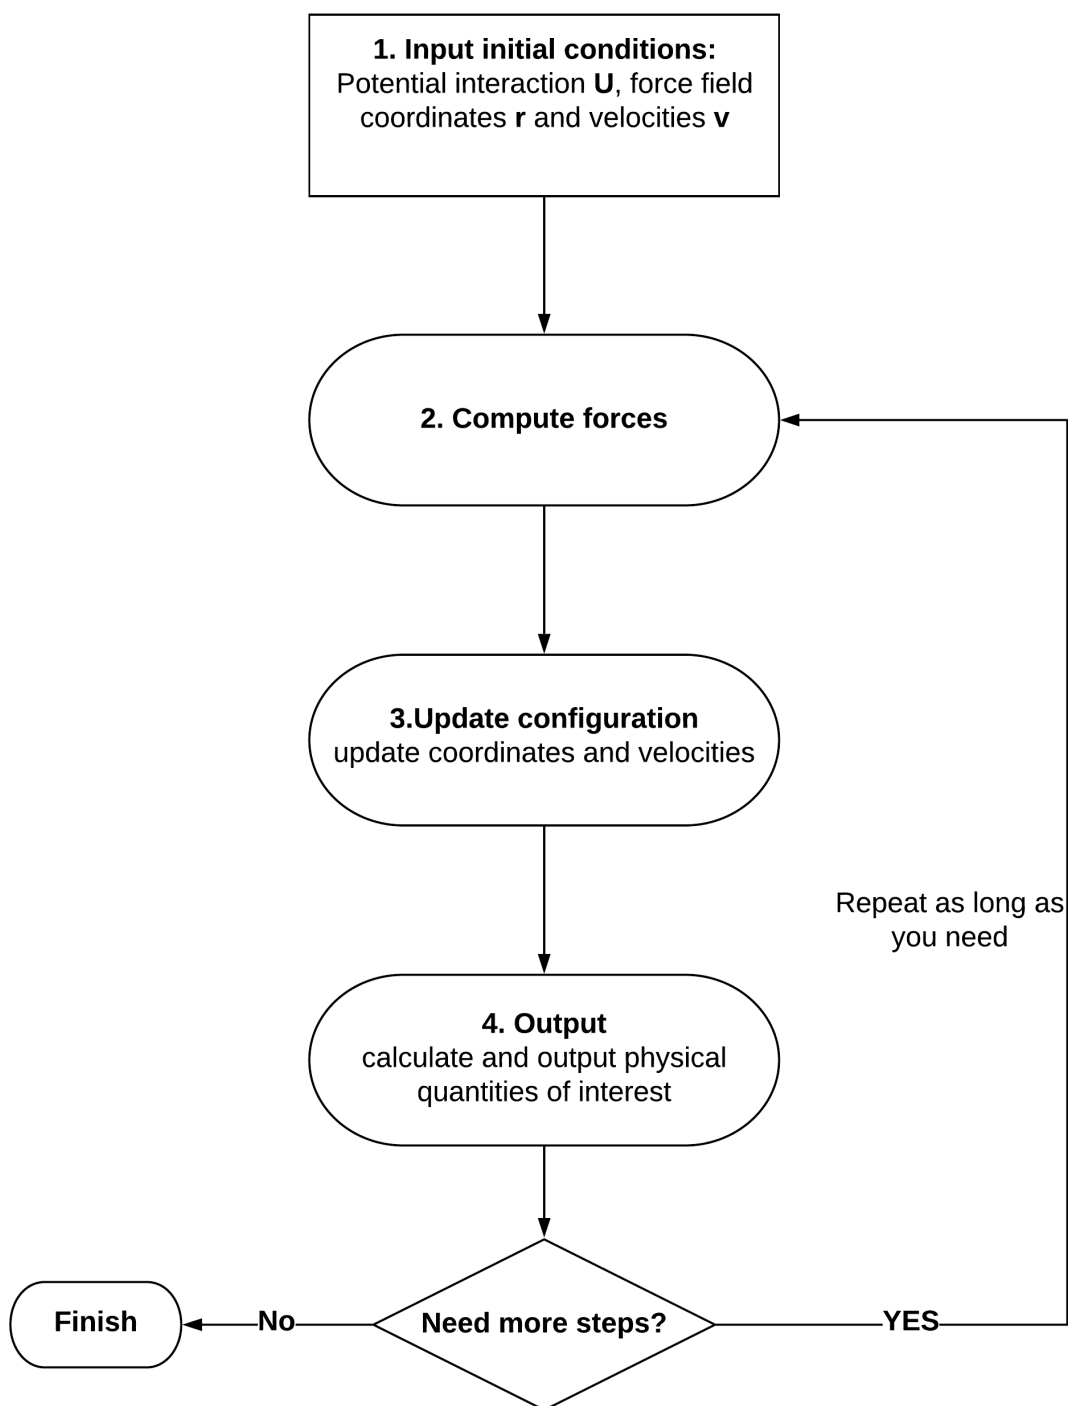 1. Input initial conditions:
Potential interaction U, force field
coordinates r and velocities v
2. Compute forces
3.Update configuration
update coordinates and velocities
Repeat as long as
you need
4. Output
calculate and output physical
quantities of interest
Need more steps?
YES
No
Finish